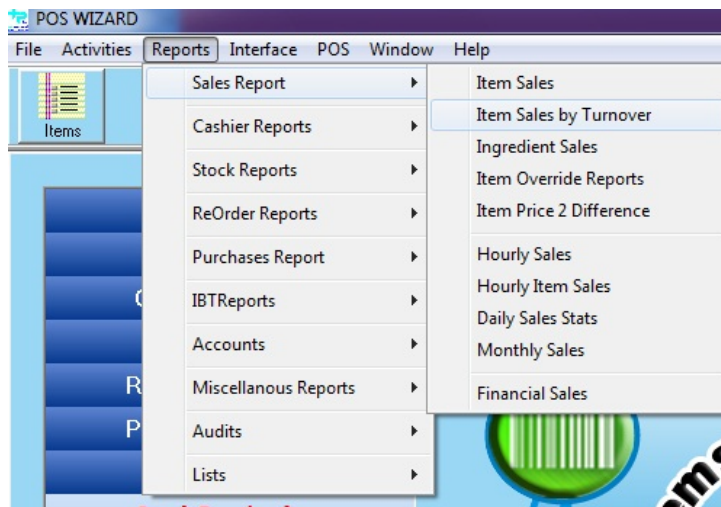 POS WIZARD
File Activities Reports Interface POS Window Help
Items
Sales Report
Cashier Reports
Stock Reports
ReOrder Reports
Purchases Report
IBTReports
Accounts
Miscellanous Reports
Audits
Lists
Item Sales
Item Sales by Turnover
Ingredient Sales
Item Override Reports
Item Price 2 Difference
Hourly Sales
Hourly Item Sales
Daily Sales Stats
Monthly Sales
Financial Sales
R
P